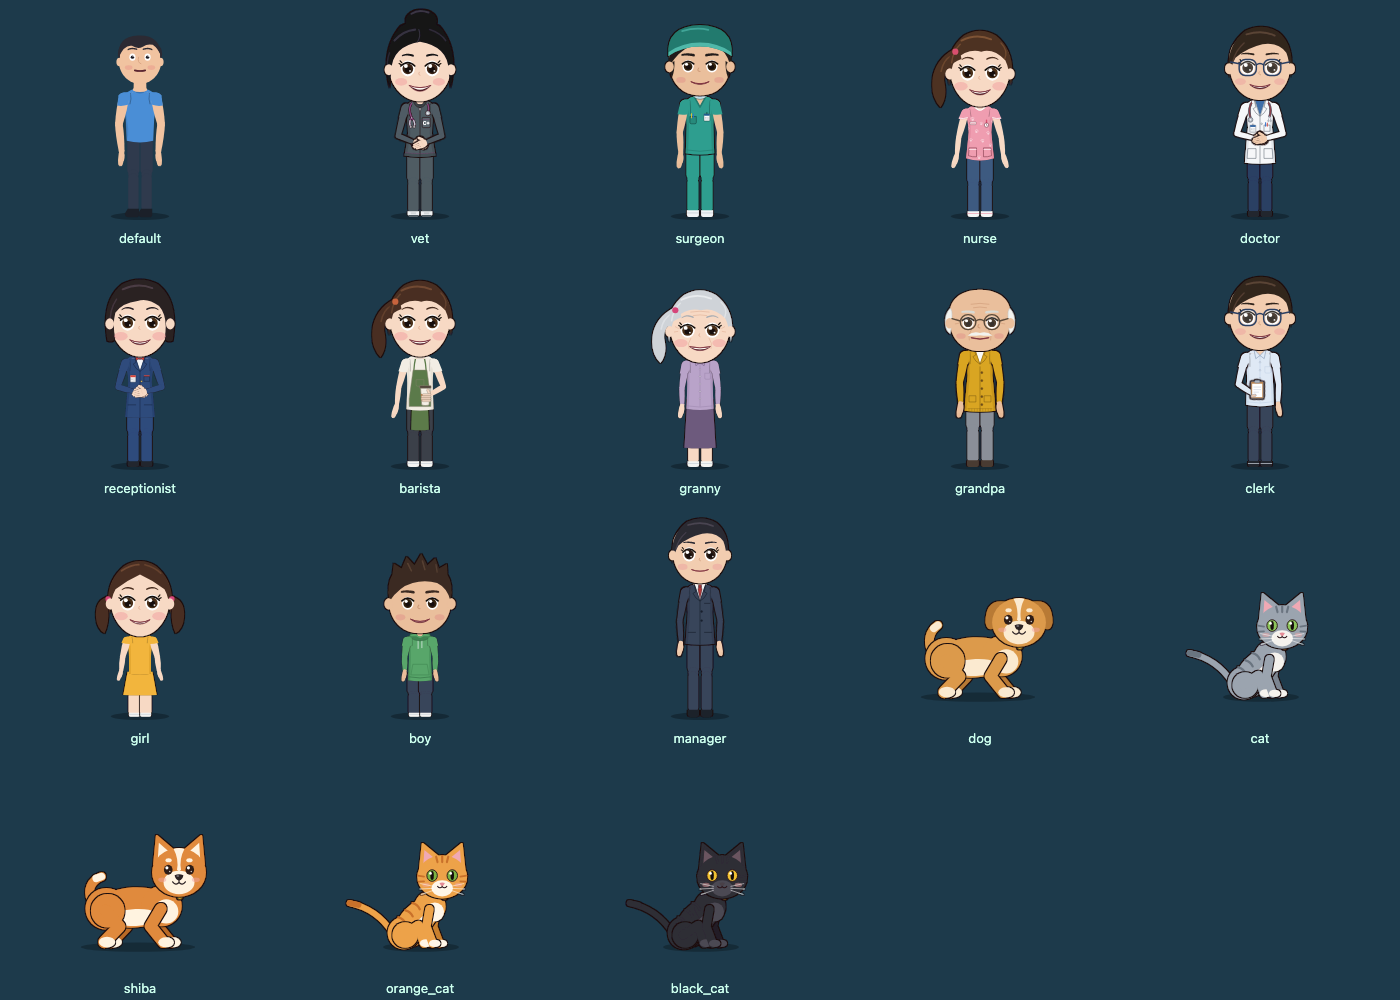 default
vet
surgeon
nurse
doctor
receptionist
barista
granny
grandpa
clerk
girl
boy
manager
dog
cat
shiba
orange_cat
black_cat